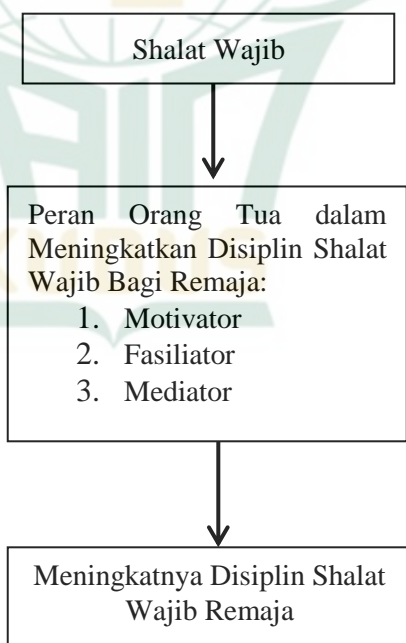 Shalat Wajib
Peran Orang Tua dalam
Meningkatkan Disiplin Shalat
Wajib Bagi Remaja:
1. Motivator
2. Fasiliator
3. Mediator
Meningkatnya Disiplin Shalat
Wajib Remaja